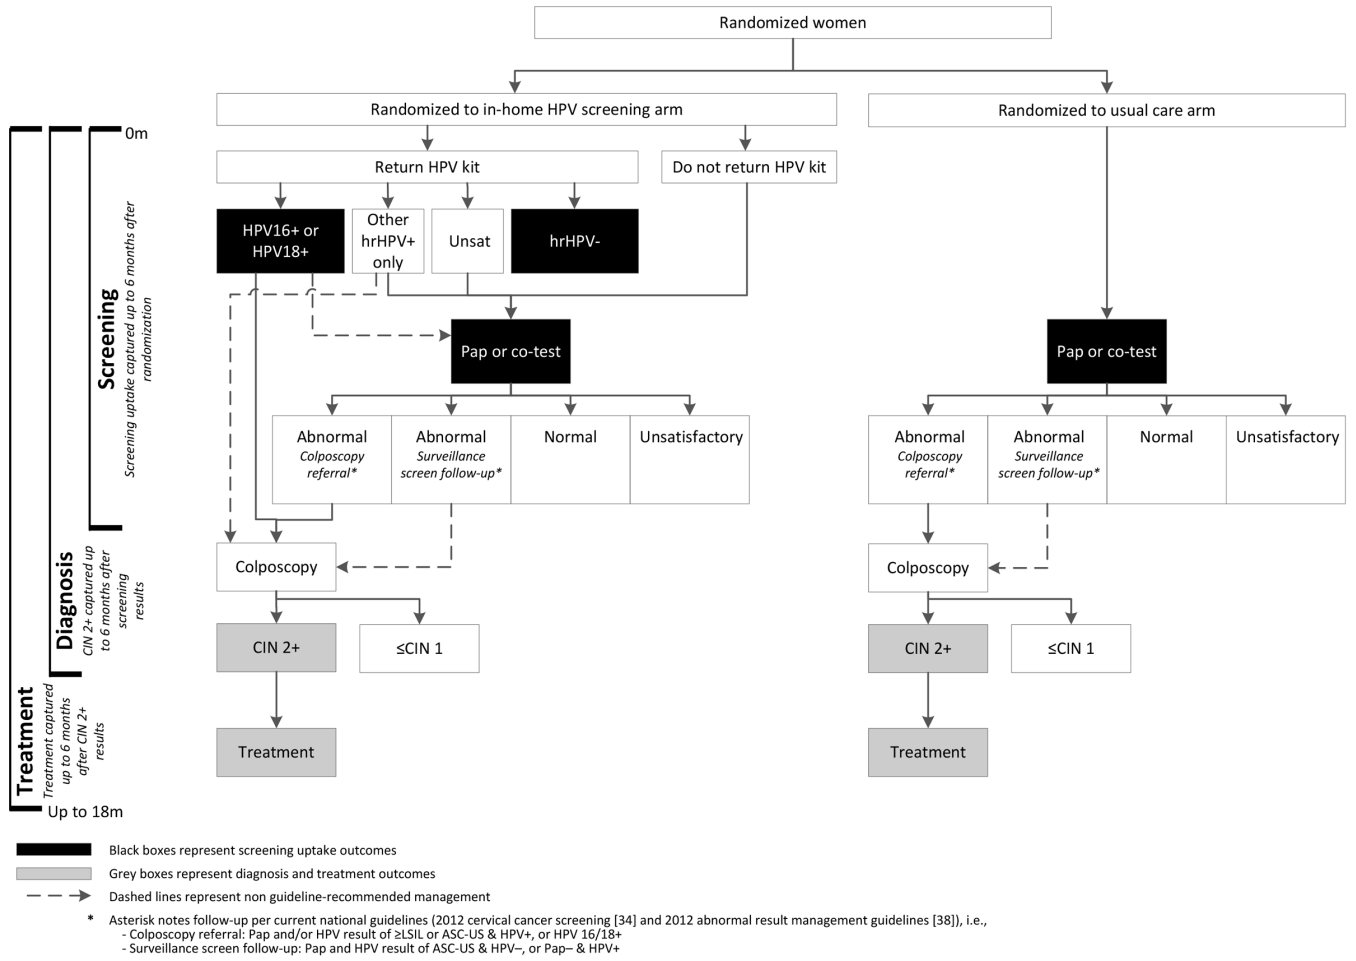 Randomized women
Randomized to in-home HPV screening arm
Randomized to usual care arm
0m
Return HPV kit
Do not return HPV kit
HPV16+ or
HPV18+
Other
hrHPV+
only
Unsat
hrHPV-
Screening
Screening uptake captured up to 6 months after
randomization
Pap or co-test
Pap or co-test
Abnormal
Colposcopy
referral*
Abnormal
Surveillance
screen follow-up*
Normal
Unsatisfactory
Abnormal
Colposcopy
referral*
Abnormal
Surveillance
screen follow-up*
Normal
Unsatisfactory
Diagnosis
CIN 2+ captured up
to 6 months after
screening
results
Colposcopy
Colposcopy
CIN 2+
≤CIN 1
CIN 2+
≤CIN 1
Treatment
Treatment captured
up to 6 months
after CIN 2+
results
Treatment
Treatment
Up to 18m
Black boxes represent screening uptake outcomes
Grey boxes represent diagnosis and treatment outcomes
Dashed lines represent non guideline-recommended management
* Asterisk notes follow-up per current national guidelines (2012 cervical cancer screening [34] and 2012 abnormal result management guidelines [38]), i.e.,
- Colposcopy referral: Pap and/or HPV result of ≥LSIL or ASC-US & HPV+, or HPV 16/18+
- Surveillance screen follow-up: Pap and HPV result of ASC-US & HPV–, or Pap– & HPV+